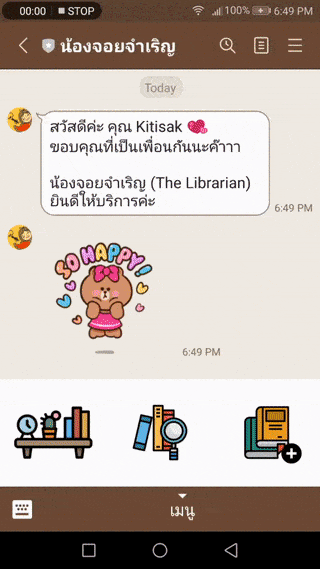 00:00 STOP 100% 6:49 PM
น้องจอยจำเริญ
Today
สวัสดีค่ะ คุณ Kitisak
ขอบคุณที่เป็นเพื่อนกันนะค๊าาา
น้องจอยจำเริญ (The Librarian)
ยินดีให้บริการค่ะ
6:49 PM
SO HAPPY!
6:49 PM
เมนู